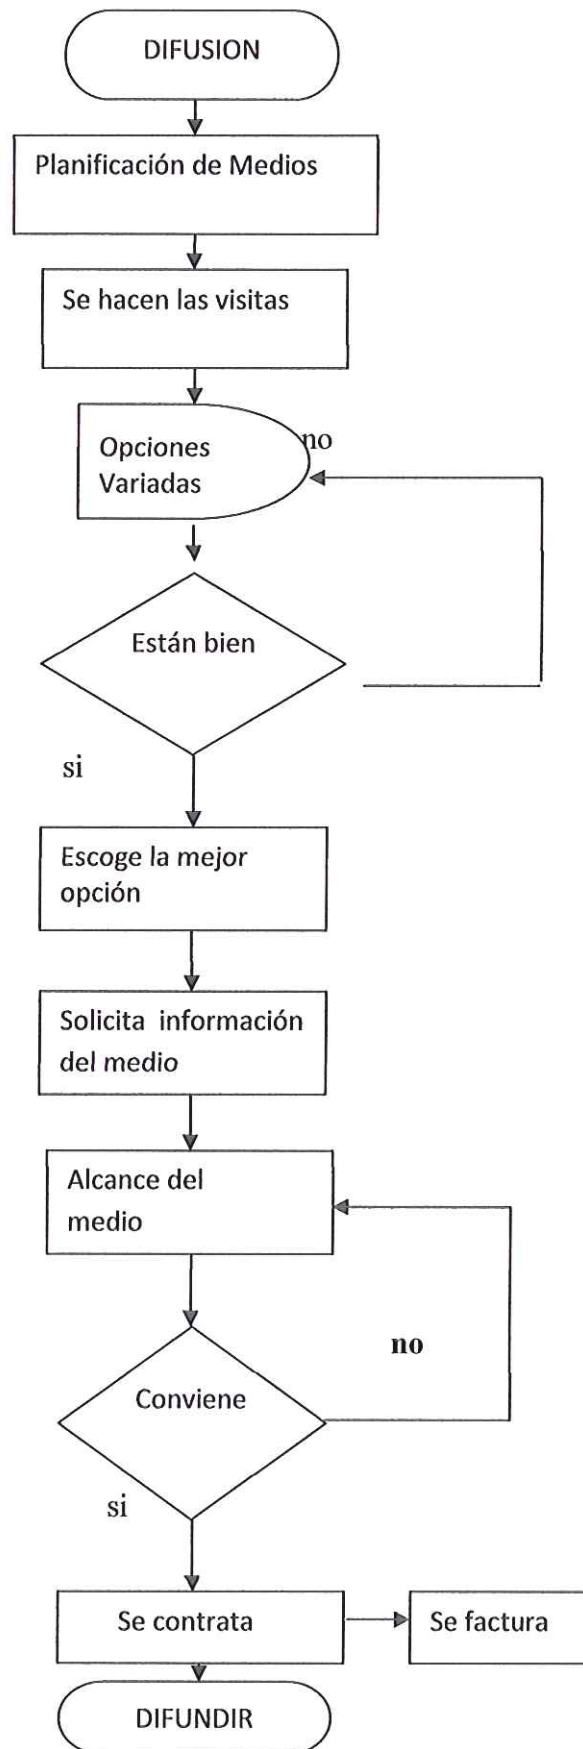 DIFUSION
Planificación de Medios
Se hacen las visitas
Opciones
Variadas
no
Están bien
si
Escoge la mejor
opción
Solicita información
del medio
Alcance del
medio
no
Conviene
si
Se contrata
Se factura
DIFUNDIR